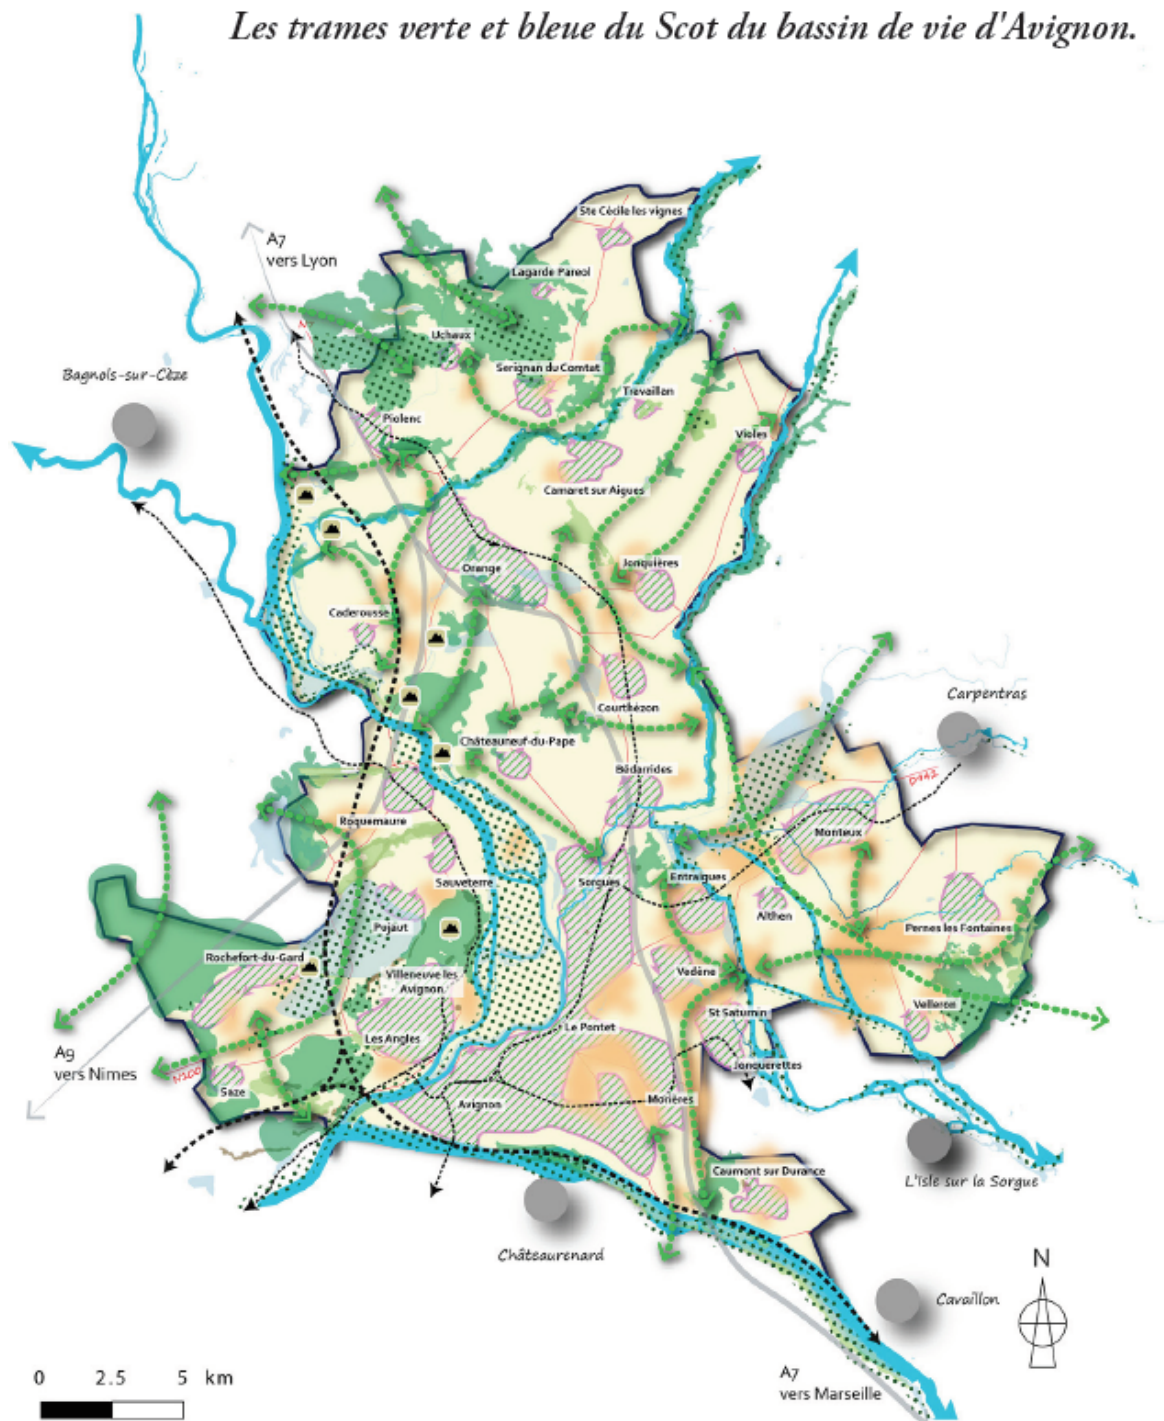 Les trames verte et bleue du Scot du bassin de vie d'Avignon.
Ste Cécile les vignes
A7
vers Lyon
Lagarde Pareol
Uchaux
Serignan du Comtat
Bagnols-sur-Cèze
Travaillan
Piolenc
Violes
Camaret sur Aigues
Orange
Jonquières
Caderousse
Carpentras
Courthézon
Châteauneuf-du-Pape
Bédarrides
D942
Roquemaure
Monteux
Sauveterre
Sorgues
Entraigues
Althen
Pujaut
Pernes les Fontaines
Rochefort-du-Gard
Villeneuve les
Avignon
Vedène
Velleron
St Saturnin
Le Pontet
Les Angles
A9
vers Nimes
N100
Jonquerettes
Saze
Avignon
Morières
Caumont sur Durance
L'isle sur la Sorgue
Châteaurenard
N
Cavaillon
A7
vers Marseille
0 2.5 5 km